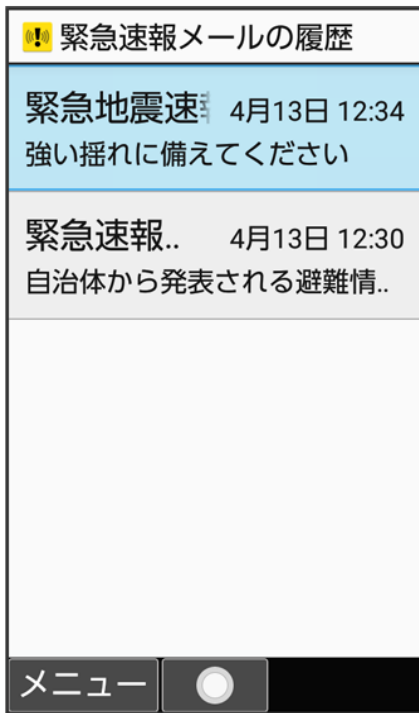 緊急速報メールの履歴
緊急地震速 4月13日 12:34
強い揺れに備えてください
緊急速報.. 4月13日 12:30
自治体から発表される避難情..
メニュー